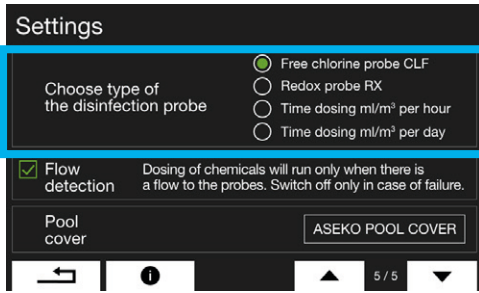 Settings
Choose type of
the disinfection probe
Free chlorine probe CLF
Redox probe RX
Time dosing ml/m³ per hour
Time dosing ml/m³ per day
Flow
detection
Dosing of chemicals will run only when there is
a flow to the probes. Switch off only in case of failure.
Pool
cover
ASEKO POOL COVER
5/5